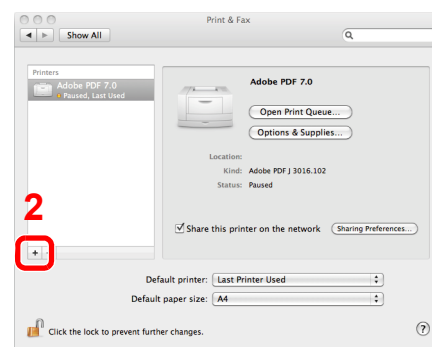 Print & Fax
Show All
Printers
Adobe PDF 7.0
Paused, Last Used
Adobe PDF 7.0
Open Print Queue...
Options & Supplies...
Location:
Kind: Adobe PDF J 3016.102
Status: Paused
Share this printer on the network
Sharing Preferences...
2
+ -
Default printer: Last Printer Used
Default paper size: A4
Click the lock to prevent further changes.
?